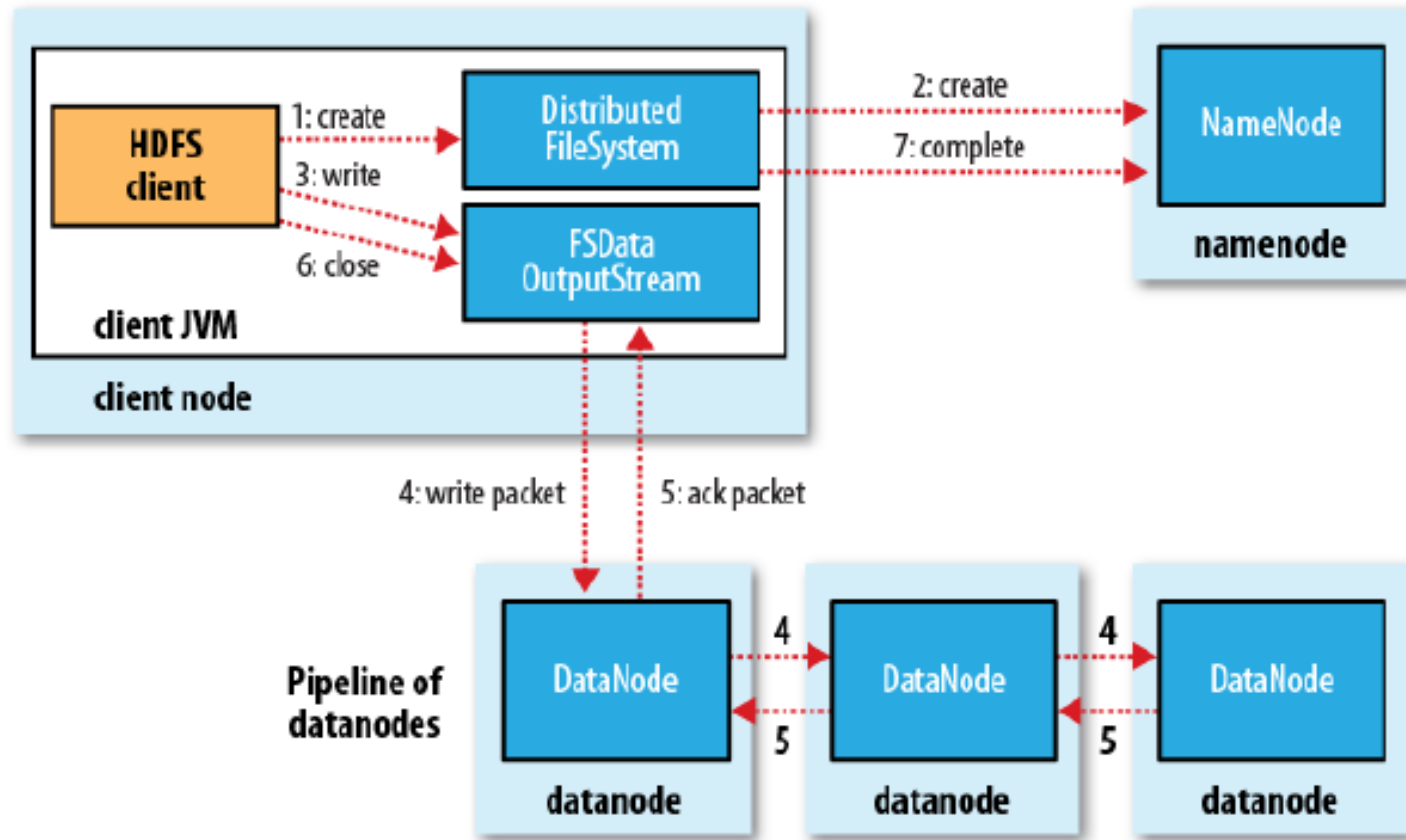 1: create
HDFS
client
3: write
6: close
Distributed
FileSystem
FSData
OutputStream
client JVM
client node
2: create
7: complete
NameNode
namenode
4: write packet
5: ack packet
Pipeline of
datanodes
DataNode
datanode
4
5
DataNode
datanode
4
5
DataNode
datanode